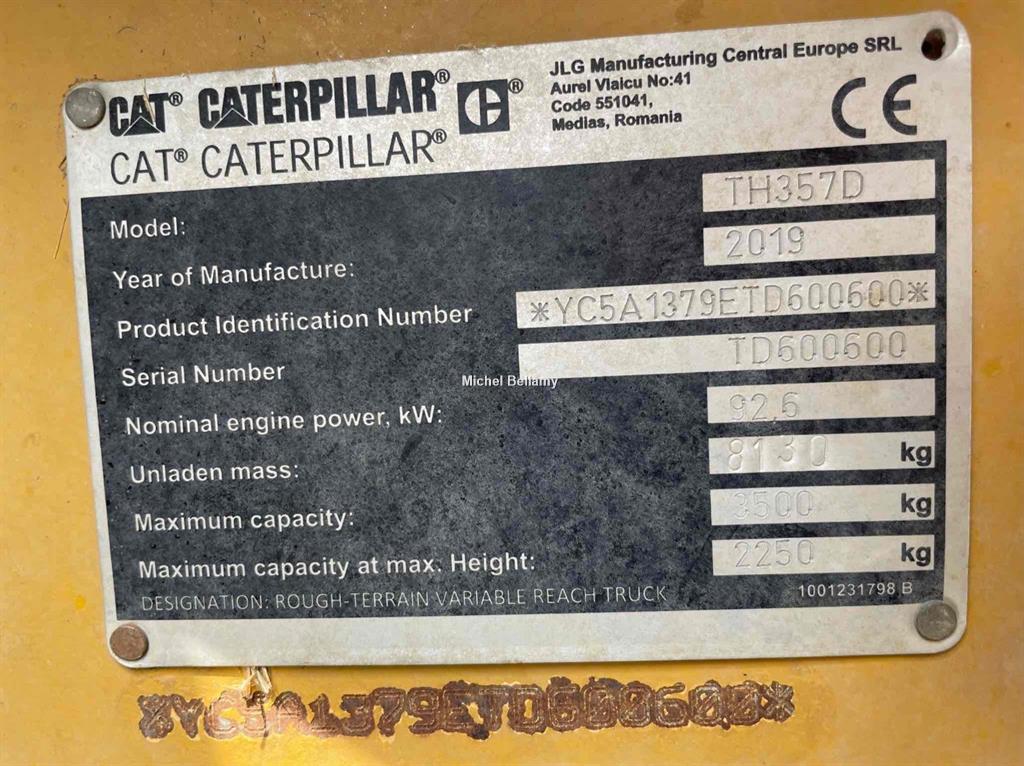 CAT® CATERPILLAR® ®
CAT® CATERPILLAR®
JLG Manufacturing Central Europe SRL
Aurel Vlaicu No:41
Code 551041,
Medias, Romania
CE
Model: TH357D
Year of Manufacture: 2019
Product Identification Number *YC5A1379ETD600600*
Serial Number TD600600
Michel Bellamy
Nominal engine power, kW: 92,6
Unladen mass: 8130 kg
Maximum capacity: 3500 kg
Maximum capacity at max. Height: 2250 kg
DESIGNATION: ROUGH-TERRAIN VARIABLE REACH TRUCK 1001231798 B
*YC5A1379ETD600600*